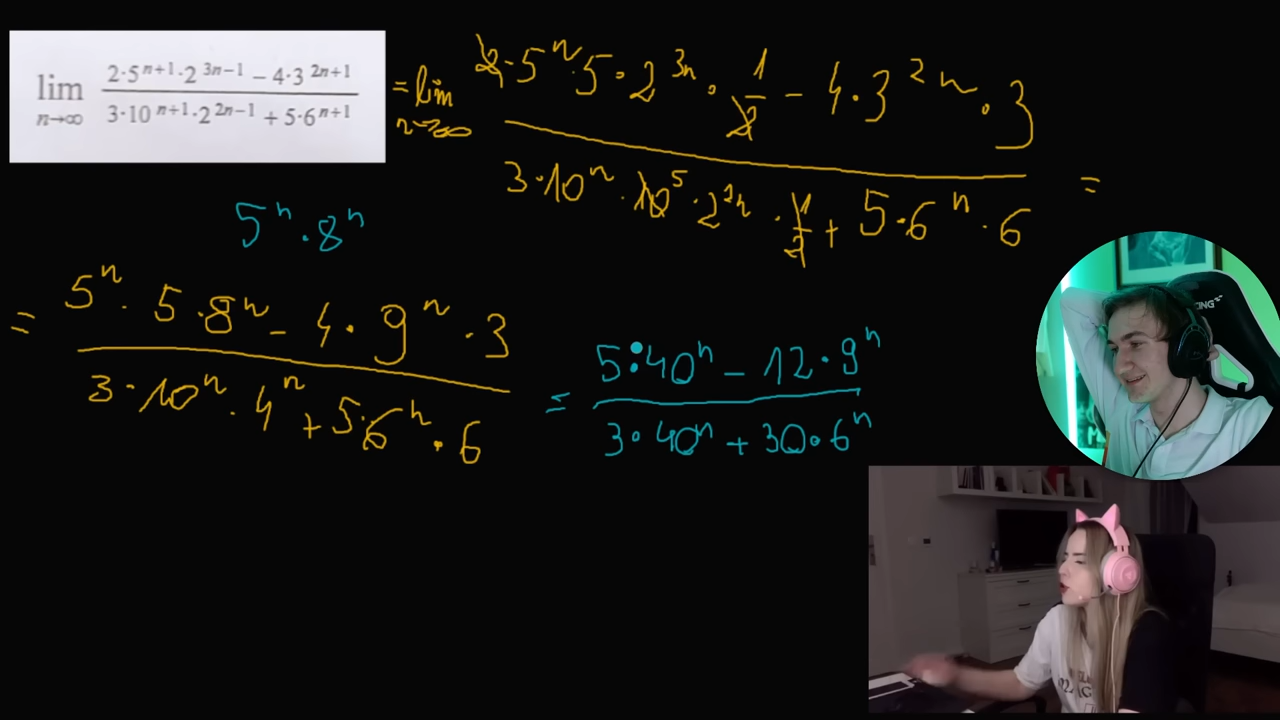 lim n→∞ (2·5^{n+1}·2^{3n−1} − 4·3^{2n+1}) / (3·10^{n+1}·2^{2n−1} + 5·6^{n+1})
= lim n→∞ (2·5^n·5·2^{3n}·1/2 − 4·3^{2n}·3) / (3·10^n·10^5·2^{2n}·1/2 + 5·6^n·6) =
5^n·8^n
= (5^n·5·8^n − 4·9^n·3) / (3·10^n·4^n + 5·6^n·6) = (5·40^n − 12·9^n) / (3·40^n + 30·6^n)